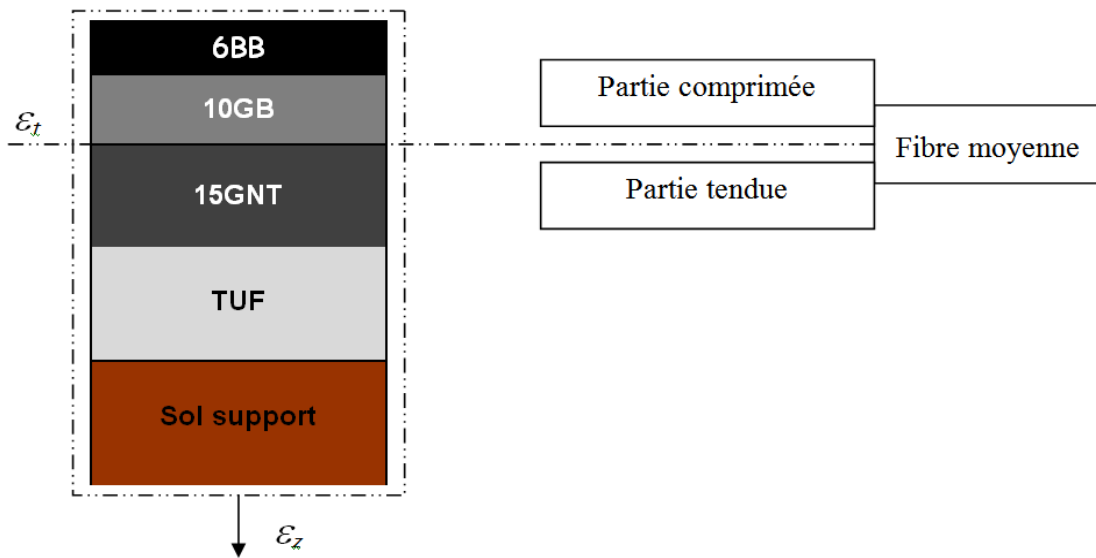 6BB
10GB
εt
15GNT
TUF
Sol support
εz
Partie comprimée
Fibre moyenne
Partie tendue